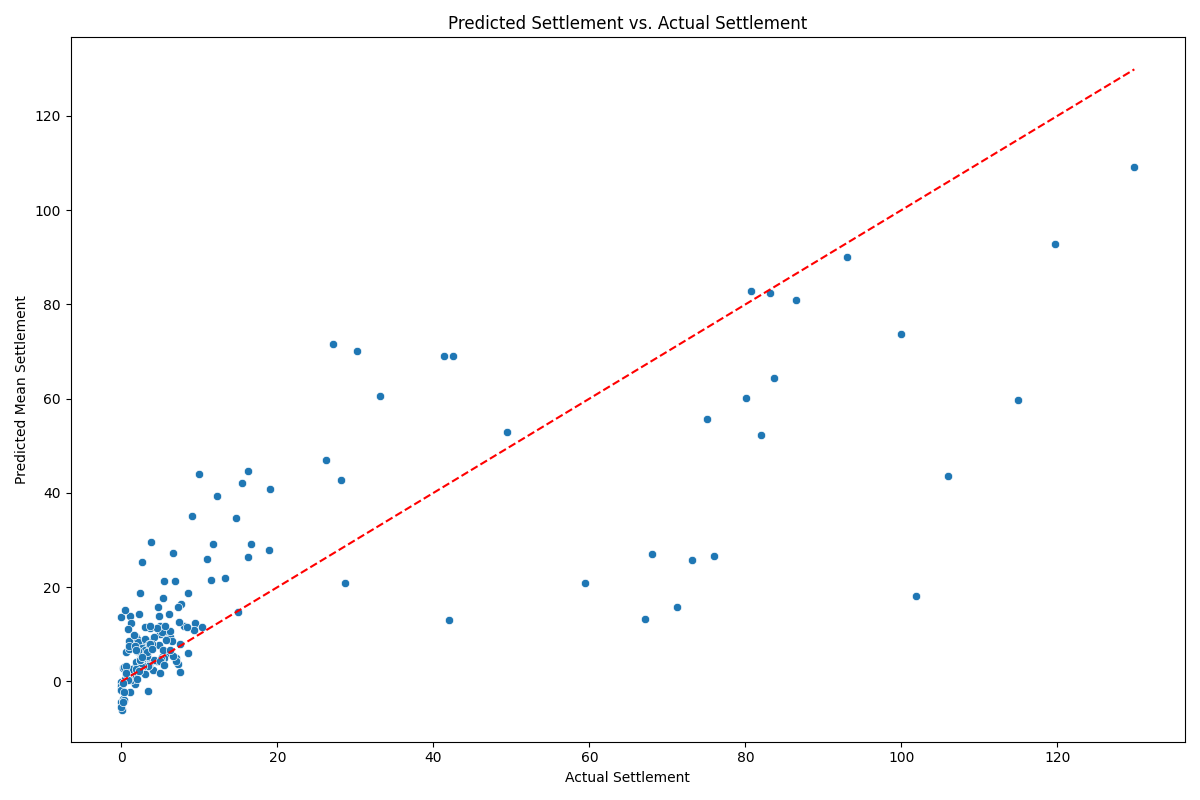 Predicted Settlement vs. Actual Settlement
Predicted Mean Settlement
120
100
80
60
40
20
0
0 20 40 60 80 100 120
Actual Settlement